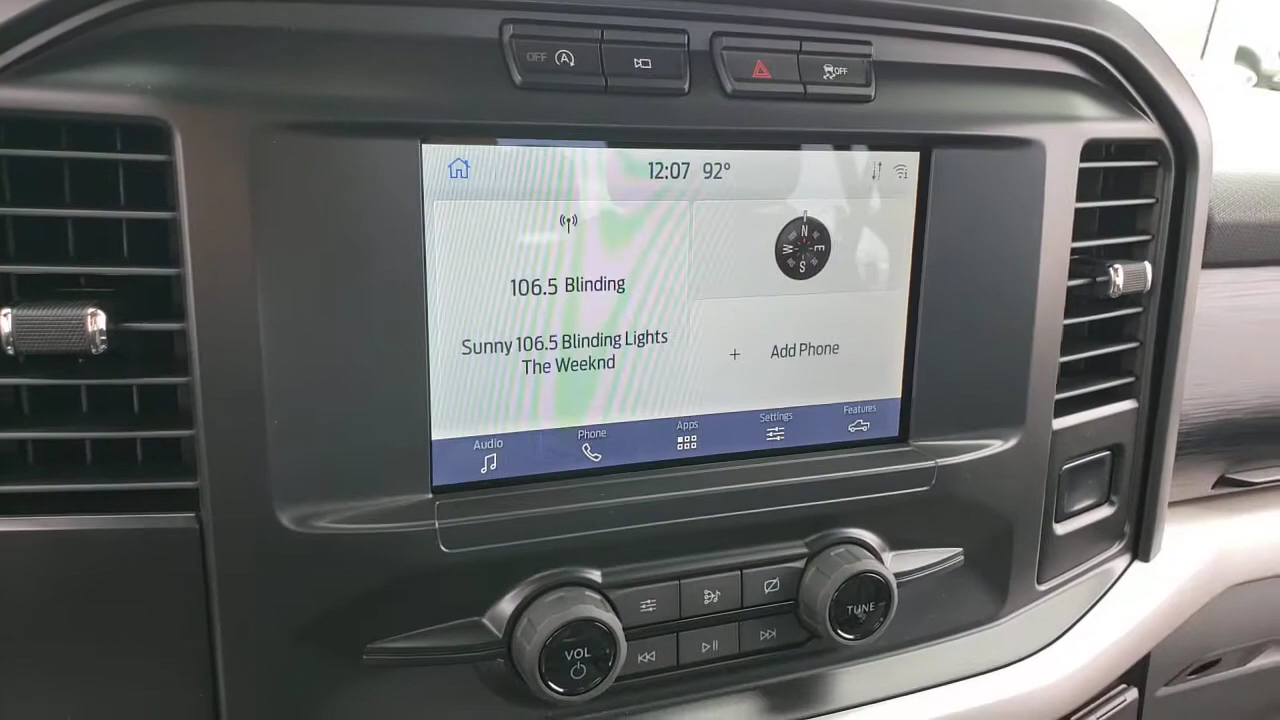 OFF
OFF
12:07 92°
106.5 Blinding
Sunny 106.5 Blinding Lights
The Weeknd
N
W E
S
+ Add Phone
Audio
Phone
Apps
Settings
Features
VOL
TUNE